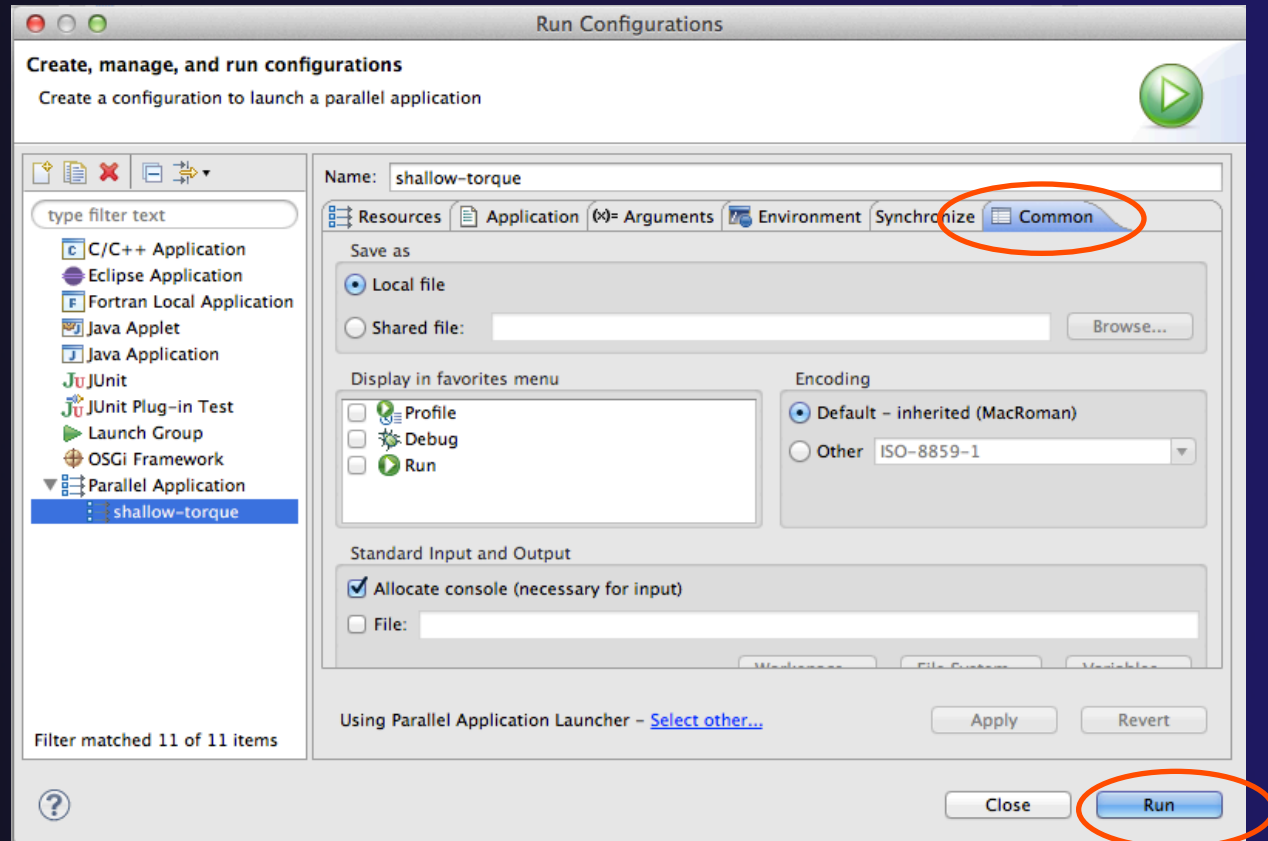 Run Configurations
Create, manage, and run configurations
Create a configuration to launch a parallel application
Name: shallow-torque
type filter text
Resources Application (x)= Arguments Environment Synchronize Common
C/C++ Application
Eclipse Application
Fortran Local Application
Java Applet
Java Application
JUnit
JUnit Plug-in Test
Launch Group
OSGi Framework
Parallel Application
shallow-torque
Filter matched 11 of 11 items
Save as
Local file
Shared file: Browse...
Display in favorites menu
Profile
Debug
Run
Encoding
Default - inherited (MacRoman)
Other ISO-8859-1
Standard Input and Output
Allocate console (necessary for input)
File:
Workspace... File System... Variables...
Using Parallel Application Launcher - Select other... Apply Revert
? Close Run